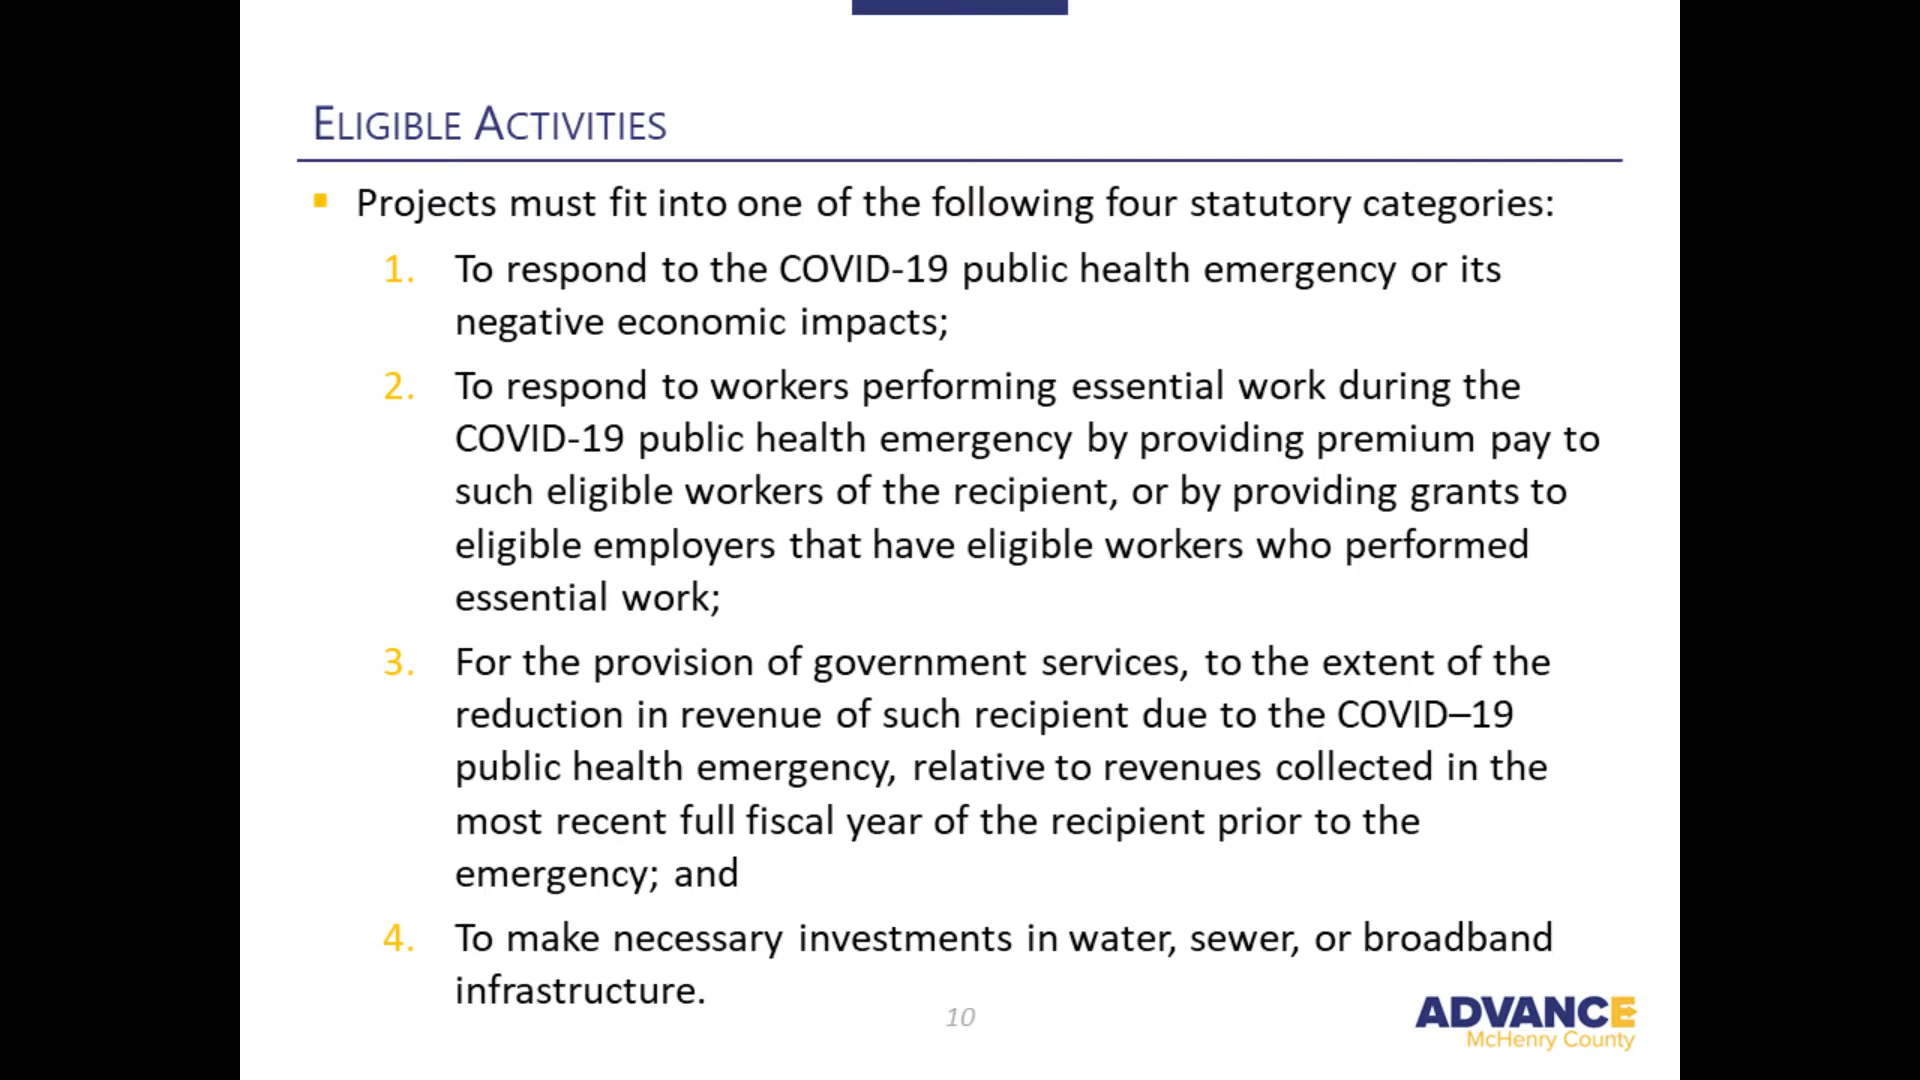 ELIGIBLE ACTIVITIES
▪ Projects must fit into one of the following four statutory categories:
1. To respond to the COVID-19 public health emergency or its
negative economic impacts;
2. To respond to workers performing essential work during the
COVID-19 public health emergency by providing premium pay to
such eligible workers of the recipient, or by providing grants to
eligible employers that have eligible workers who performed
essential work;
3. For the provision of government services, to the extent of the
reduction in revenue of such recipient due to the COVID–19
public health emergency, relative to revenues collected in the
most recent full fiscal year of the recipient prior to the
emergency; and
4. To make necessary investments in water, sewer, or broadband
infrastructure.
10
ADVANCE
McHenry County